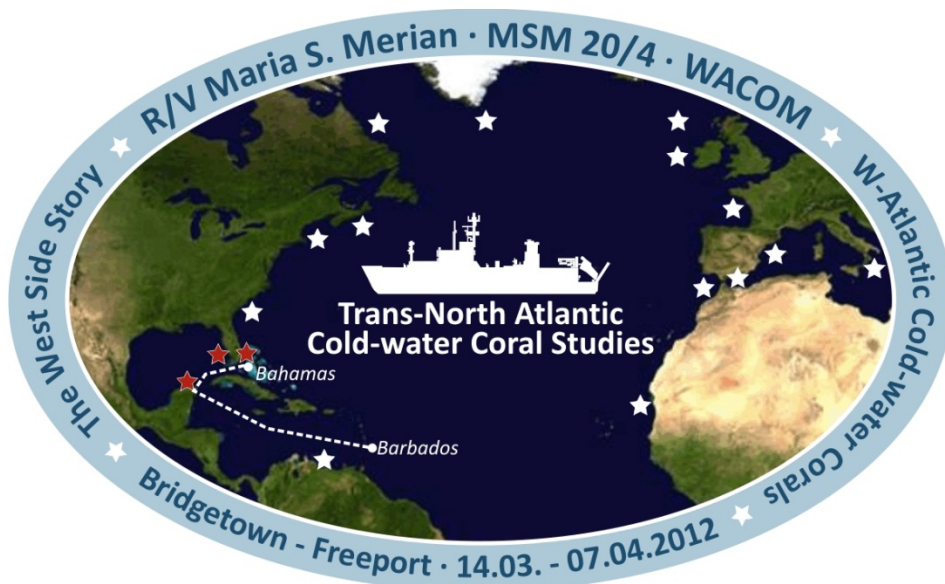 The West Side Story ★ R/V Maria S. Merian · MSM 20/4 · WACOM ★ W-Atlantic Cold-water Corals
★ Bridgetown - Freeport · 14.03. - 07.04.2012 ★
Trans-North Atlantic
Cold-water Coral Studies
Bahamas
Barbados